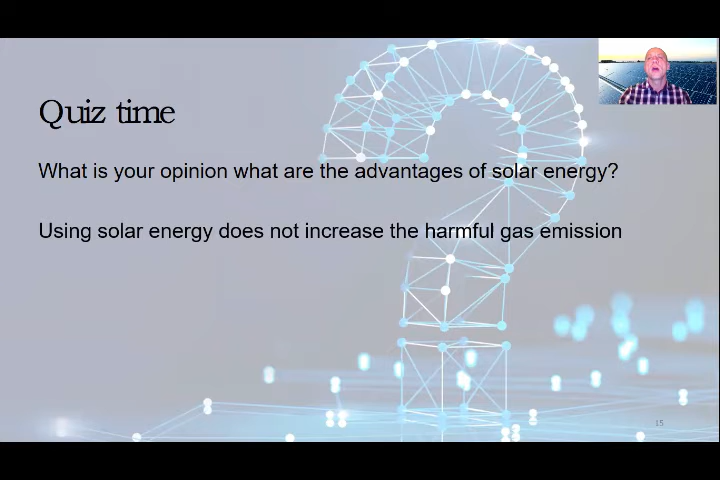 Quiz time
What is your opinion what are the advantages of solar energy?
Using solar energy does not increase the harmful gas emission
15